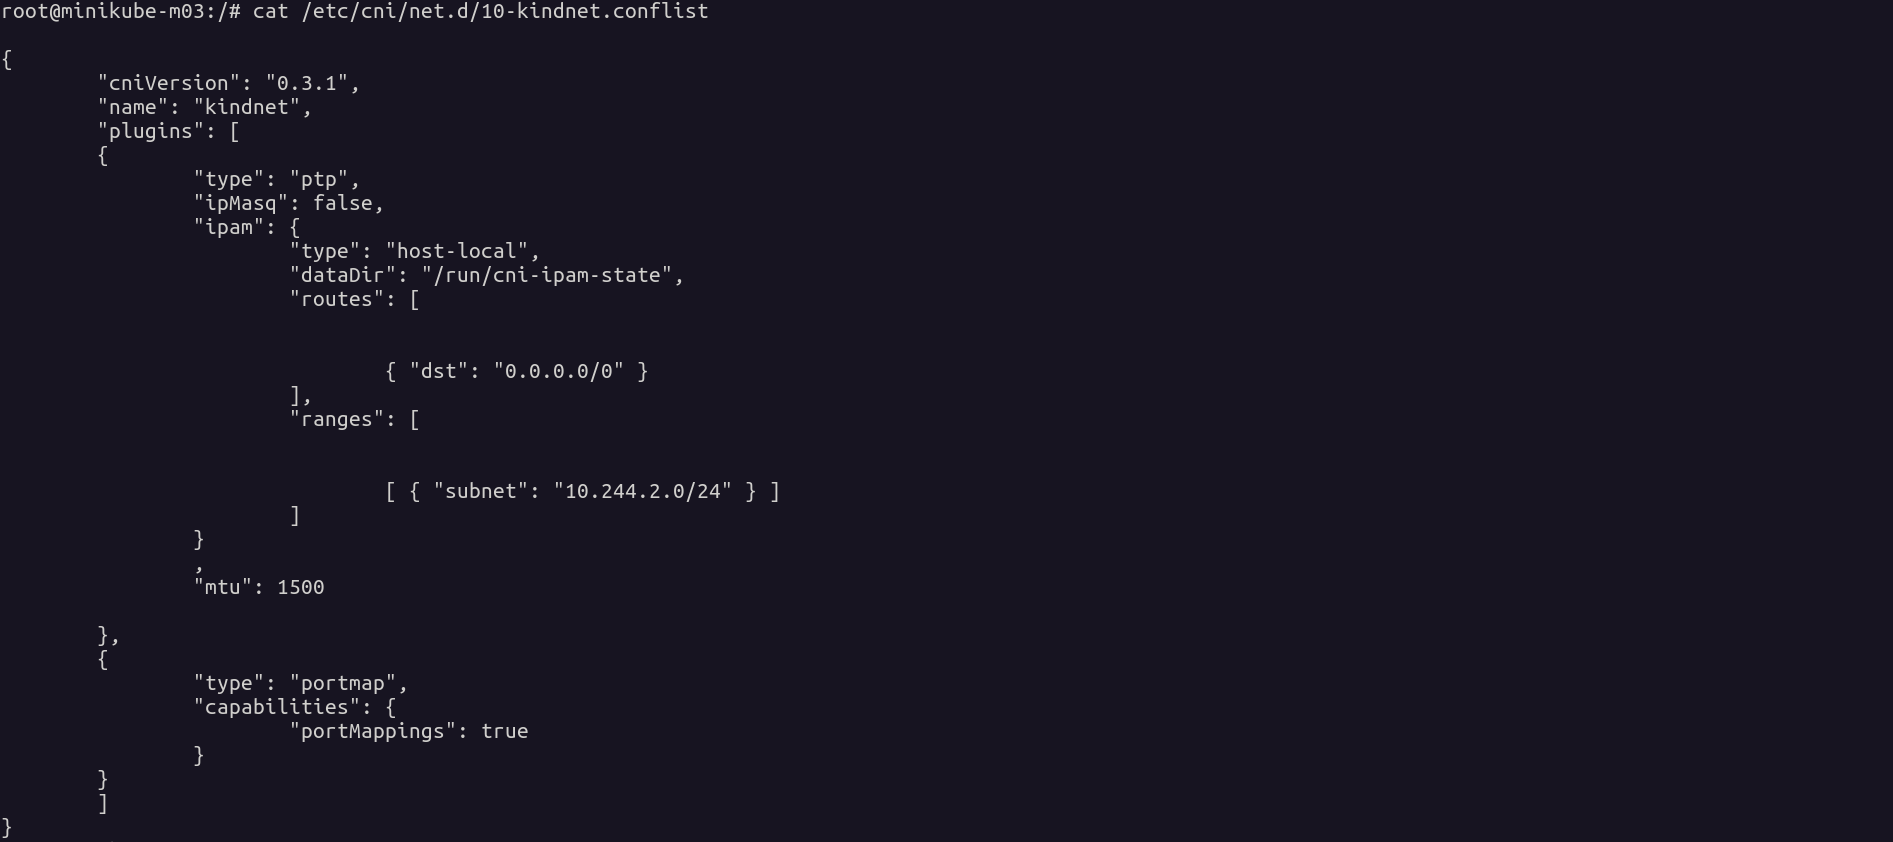 root@minikube-m03:/# cat /etc/cni/net.d/10-kindnet.conflist
{
"cniVersion": "0.3.1",
"name": "kindnet",
"plugins": [
{
"type": "ptp",
"ipMasq": false,
"ipam": {
"type": "host-local",
"dataDir": "/run/cni-ipam-state",
"routes": [
{ "dst": "0.0.0.0/0" }
],
"ranges": [
[ { "subnet": "10.244.2.0/24" } ]
]
}
,
"mtu": 1500
},
{
"type": "portmap",
"capabilities": {
"portMappings": true
}
}
]
}